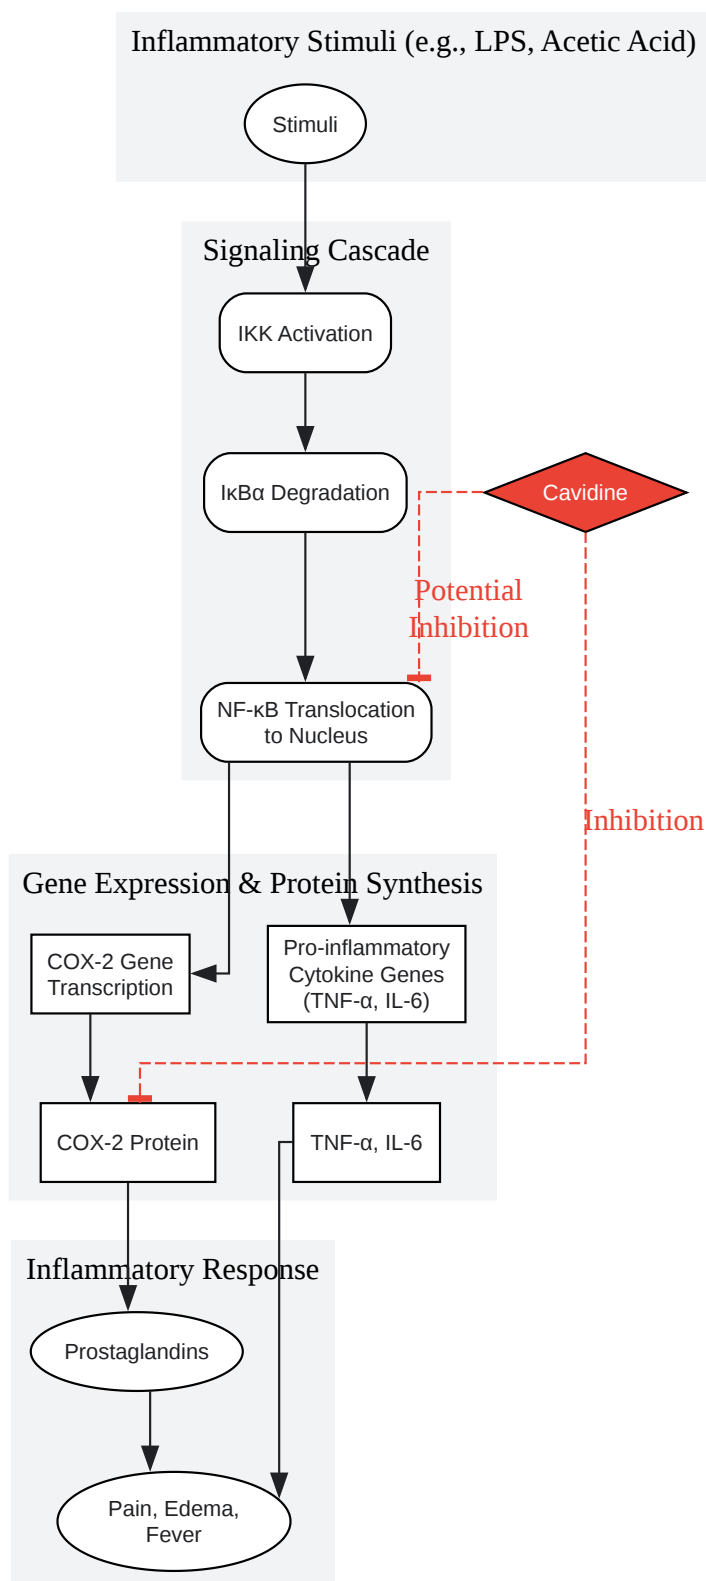 Inflammatory Stimuli (e.g., LPS, Acetic Acid)
Stimuli
Signaling Cascade
IKK Activation
IκBα Degradation
Cavidine
Potential
Inhibition
NF-κB Translocation
to Nucleus
Inhibition
Gene Expression & Protein Synthesis
COX-2 Gene
Transcription
Pro-inflammatory
Cytokine Genes
(TNF-α, IL-6)
COX-2 Protein
TNF-α, IL-6
Inflammatory Response
Prostaglandins
Pain, Edema,
Fever